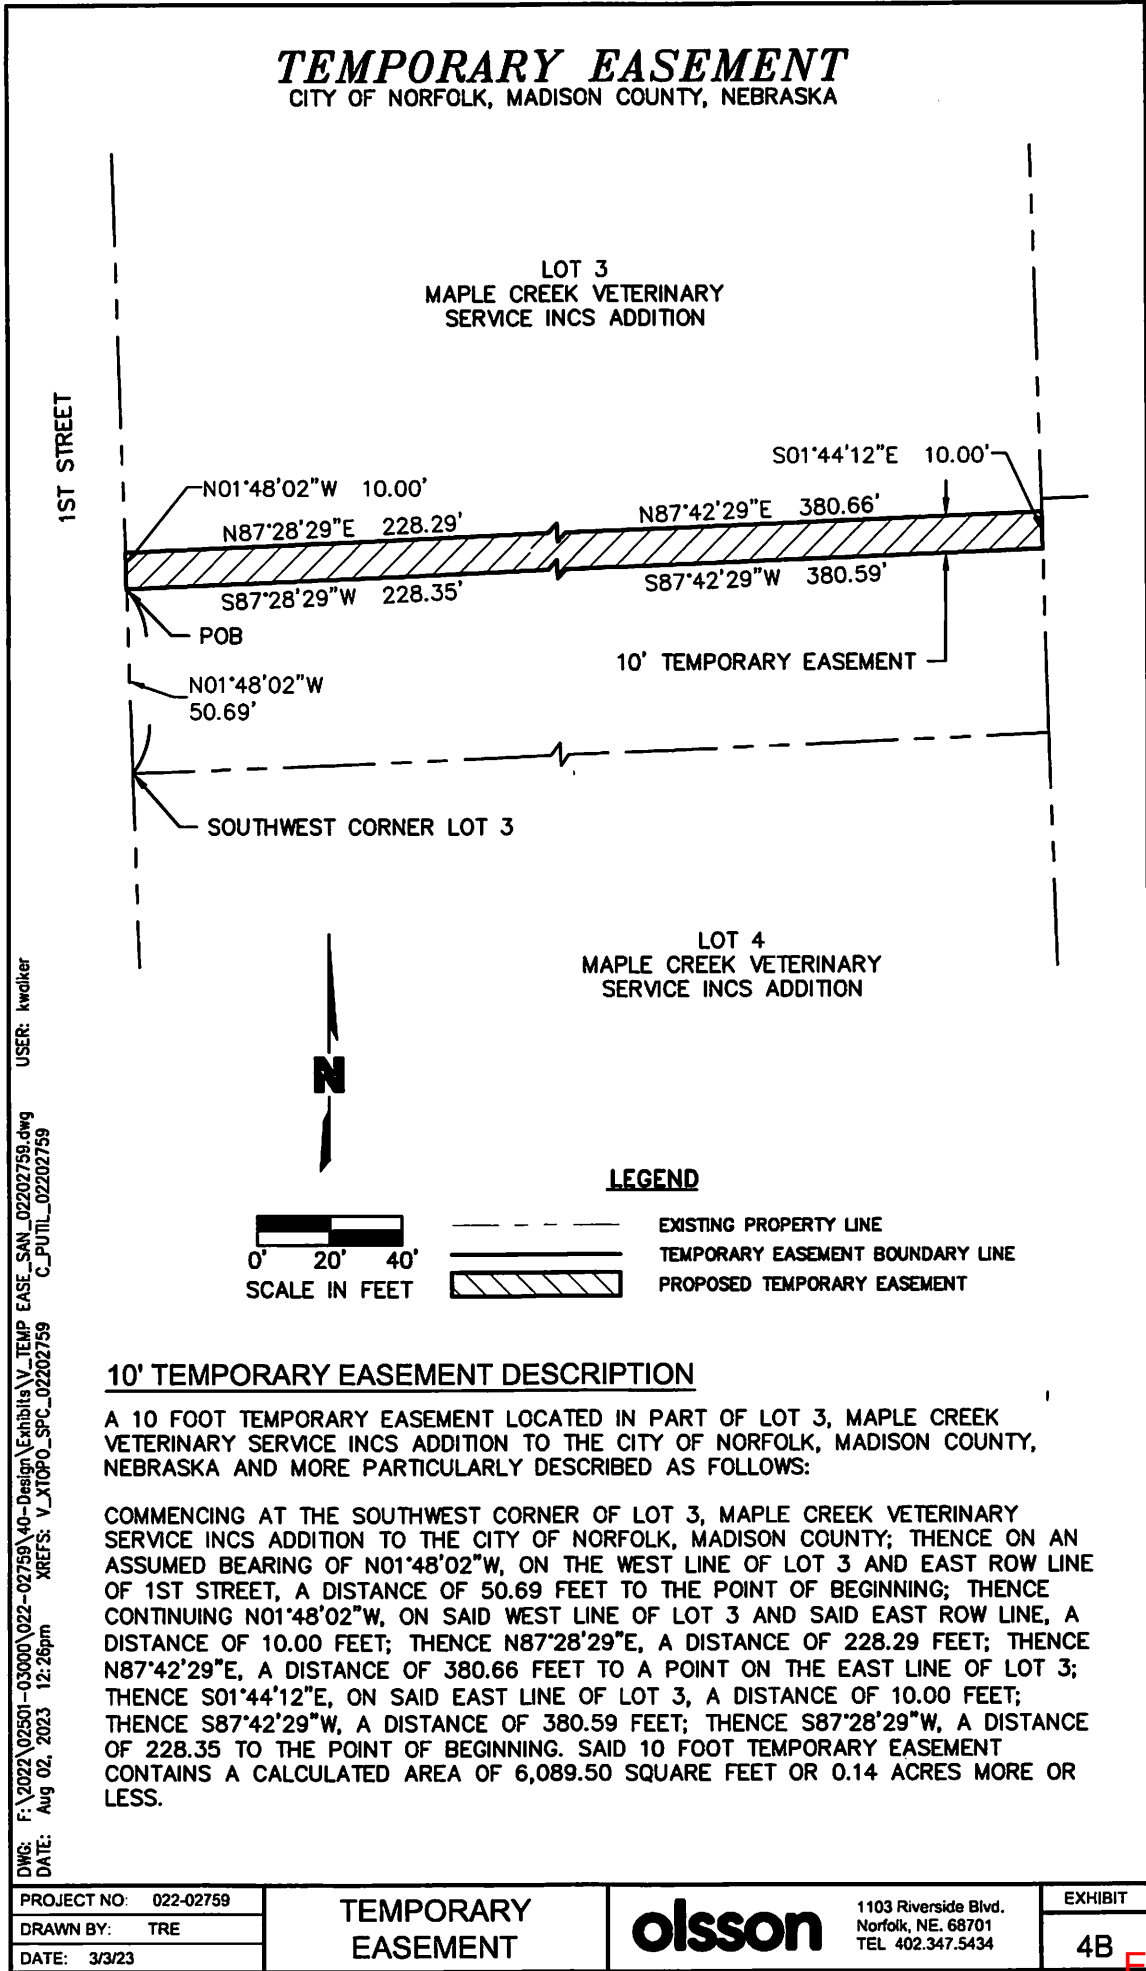 TEMPORARY EASEMENT
CITY OF NORFOLK, MADISON COUNTY, NEBRASKA
LOT 3
MAPLE CREEK VETERINARY
SERVICE INCS ADDITION
1ST STREET
S01°44'12"E 10.00'
N01°48'02"W 10.00'
N87°28'29"E 228.29'
N87°42'29"E 380.66'
S87°28'29"W 228.35'
S87°42'29"W 380.59'
POB
10' TEMPORARY EASEMENT
N01°48'02"W
50.69'
SOUTHWEST CORNER LOT 3
LOT 4
MAPLE CREEK VETERINARY
SERVICE INCS ADDITION
N
LEGEND
EXISTING PROPERTY LINE
TEMPORARY EASEMENT BOUNDARY LINE
PROPOSED TEMPORARY EASEMENT
0' 20' 40'
SCALE IN FEET
10' TEMPORARY EASEMENT DESCRIPTION
A 10 FOOT TEMPORARY EASEMENT LOCATED IN PART OF LOT 3, MAPLE CREEK
VETERINARY SERVICE INCS ADDITION TO THE CITY OF NORFOLK, MADISON COUNTY,
NEBRASKA AND MORE PARTICULARLY DESCRIBED AS FOLLOWS:
COMMENCING AT THE SOUTHWEST CORNER OF LOT 3, MAPLE CREEK VETERINARY
SERVICE INCS ADDITION TO THE CITY OF NORFOLK, MADISON COUNTY; THENCE ON AN
ASSUMED BEARING OF N01°48'02"W, ON THE WEST LINE OF LOT 3 AND EAST ROW LINE
OF 1ST STREET, A DISTANCE OF 50.69 FEET TO THE POINT OF BEGINNING; THENCE
CONTINUING N01°48'02"W, ON SAID WEST LINE OF LOT 3 AND SAID EAST ROW LINE, A
DISTANCE OF 10.00 FEET; THENCE N87°28'29"E, A DISTANCE OF 228.29 FEET; THENCE
N87°42'29"E, A DISTANCE OF 380.66 FEET TO A POINT ON THE EAST LINE OF LOT 3;
THENCE S01°44'12"E, ON SAID EAST LINE OF LOT 3, A DISTANCE OF 10.00 FEET;
THENCE S87°42'29"W, A DISTANCE OF 380.59 FEET; THENCE S87°28'29"W, A DISTANCE
OF 228.35 TO THE POINT OF BEGINNING. SAID 10 FOOT TEMPORARY EASEMENT
CONTAINS A CALCULATED AREA OF 6,089.50 SQUARE FEET OR 0.14 ACRES MORE OR
LESS.
DWG: F:\2022\02501-03000\022-02759\40-Design\Exhibits\V_TEMP EASE_SAN_02202759.dwg USER: kwalker
DATE: Aug 02, 2023 12:26pm XREFS: V_XTOPO_SPC_02202759 C_PUTIL_02202759
PROJECT NO: 022-02759
DRAWN BY: TRE
DATE: 3/3/23
TEMPORARY
EASEMENT
olsson
1103 Riverside Blvd.
Norfolk, NE. 68701
TEL 402.347.5434
EXHIBIT
4B